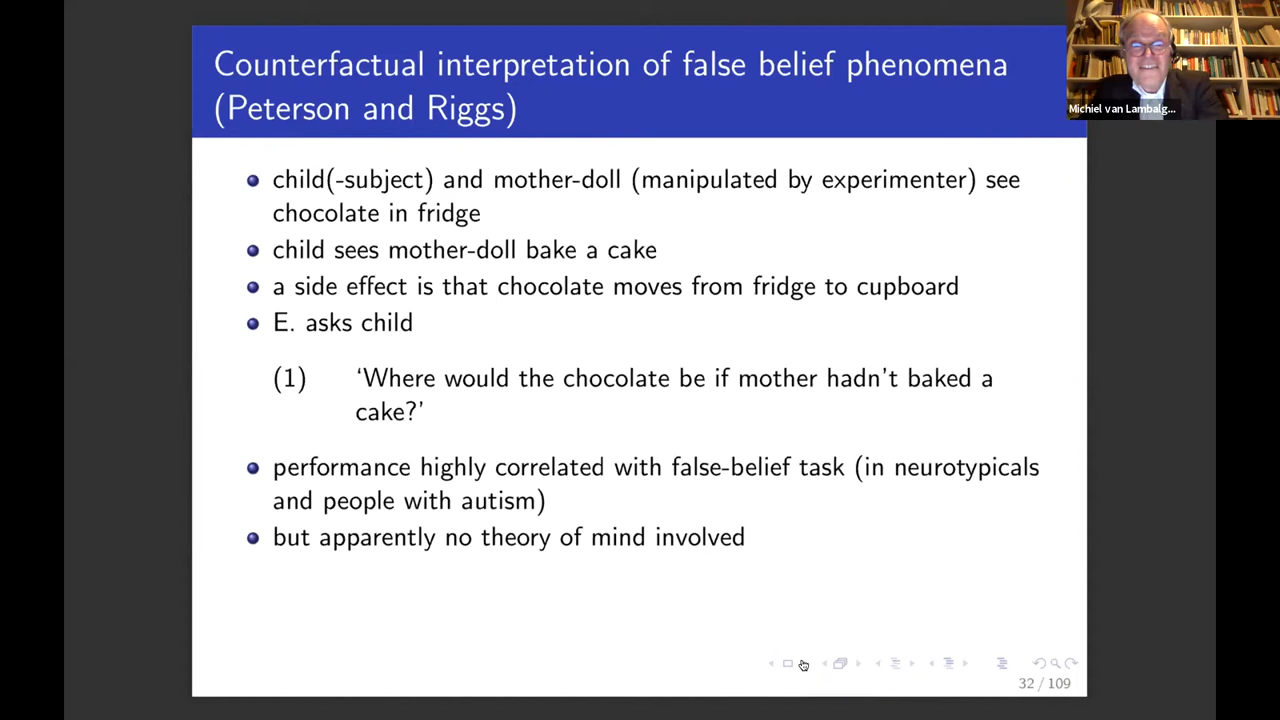 Counterfactual interpretation of false belief phenomena
(Peterson and Riggs)
Michiel van Lambalg...
child(-subject) and mother-doll (manipulated by experimenter) see
chocolate in fridge
child sees mother-doll bake a cake
a side effect is that chocolate moves from fridge to cupboard
E. asks child
(1) ‘Where would the chocolate be if mother hadn't baked a
cake?’
performance highly correlated with false-belief task (in neurotypicals
and people with autism)
but apparently no theory of mind involved
32 / 109